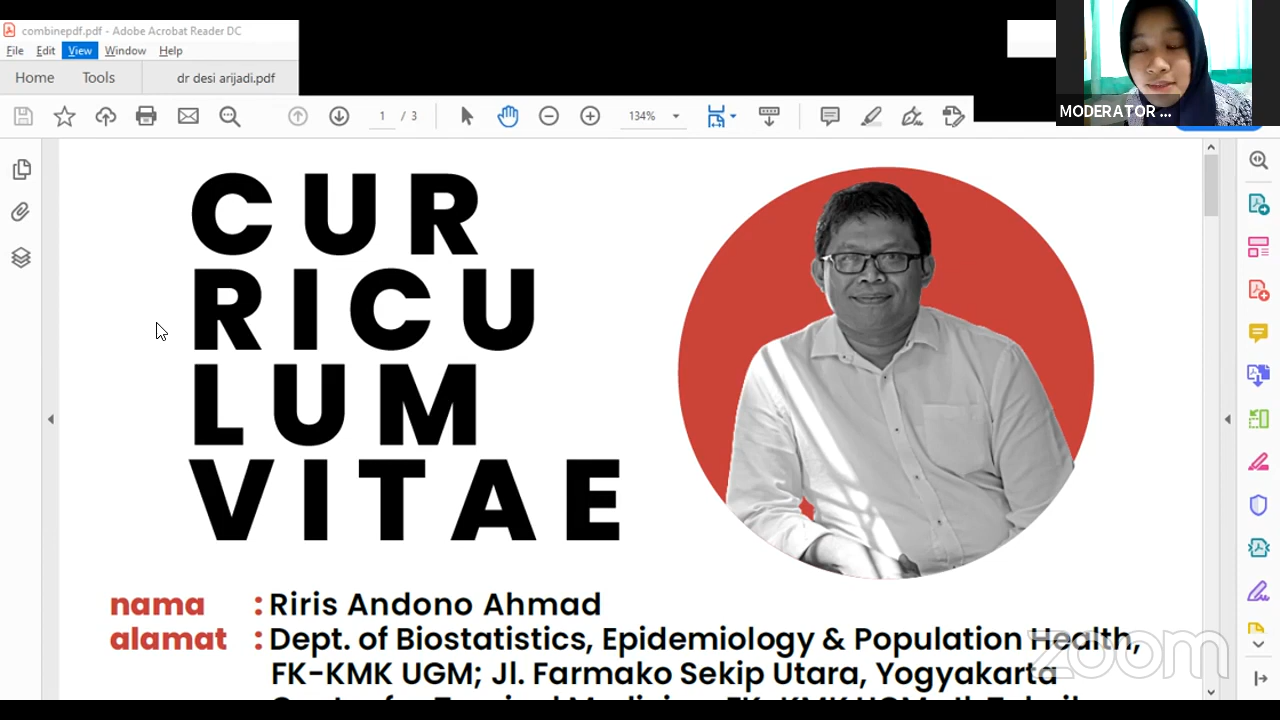 combinepdf.pdf - Adobe Acrobat Reader DC
File Edit View Window Help
Home Tools dr desi arijadi.pdf
1 / 3 134%
MODERATOR ...
CUR
RICU
LUM
VITAE
nama : Riris Andono Ahmad
alamat : Dept. of Biostatistics, Epidemiology & Population Health,
FK-KMK UGM; Jl. Farmako Sekip Utara, Yogyakarta
zoom